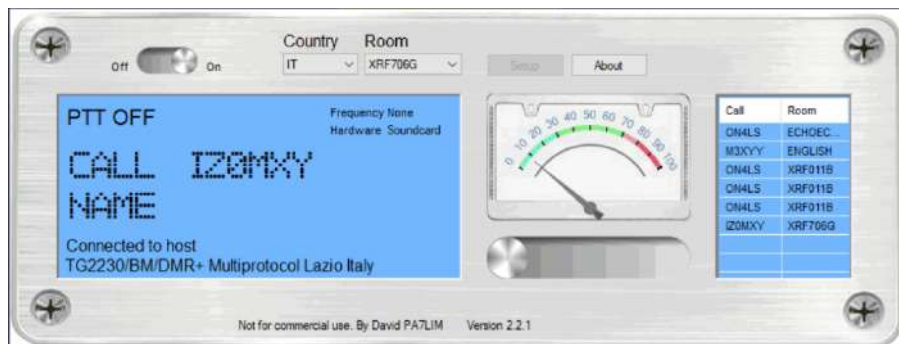 Country Room
Off On IT XRF706G Setup About
PTT OFF
Frequency None
Hardware Soundcard
CALL IZ0MXY
NAME
Connected to host
TG2230/BM/DMR+ Multiprotocol Lazio Italy
0 10 20 30 40 50 60 70 80 90 100
Call Room
ON4LS ECHOEC...
M3XYY ENGLISH
ON4LS XRF011B
ON4LS XRF011B
ON4LS XRF011B
IZ0MXY XRF706G
Not for commercial use. By David PA7LIM Version 2.2.1